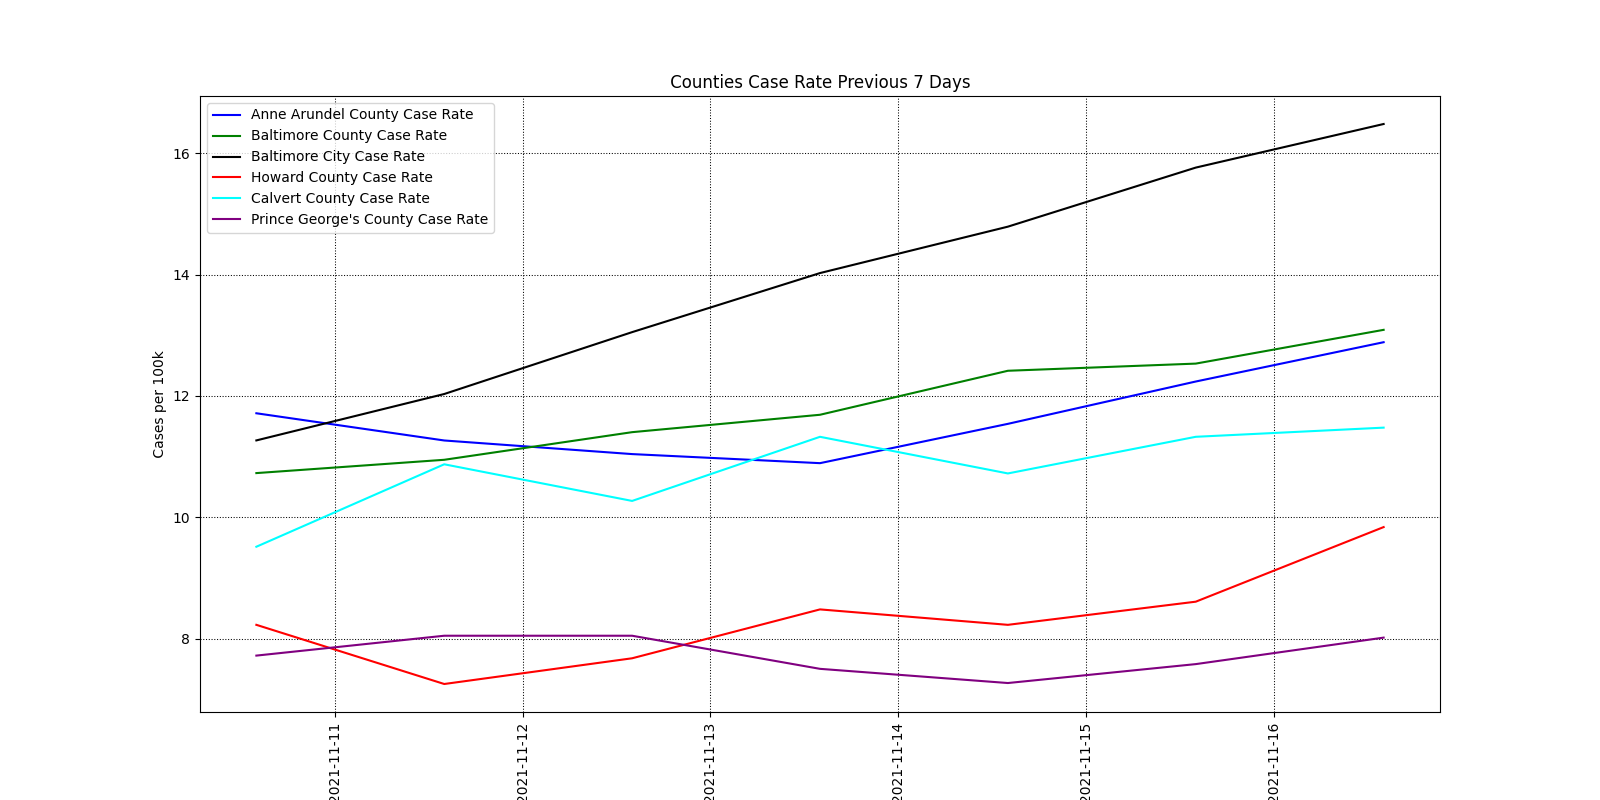 Counties Case Rate Previous 7 Days
Anne Arundel County Case Rate
Baltimore County Case Rate
Baltimore City Case Rate
Howard County Case Rate
Calvert County Case Rate
Prince George's County Case Rate
Cases per 100k
16
14
12
10
8
2021-11-11
2021-11-12
2021-11-13
2021-11-14
2021-11-15
2021-11-16